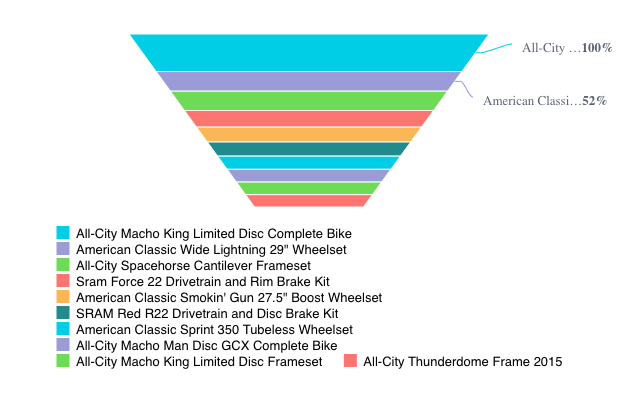 All-City ...100%
American Classi...52%
All-City Macho King Limited Disc Complete Bike
American Classic Wide Lightning 29" Wheelset
All-City Spacehorse Cantilever Frameset
Sram Force 22 Drivetrain and Rim Brake Kit
American Classic Smokin' Gun 27.5" Boost Wheelset
SRAM Red R22 Drivetrain and Disc Brake Kit
American Classic Sprint 350 Tubeless Wheelset
All-City Macho Man Disc GCX Complete Bike
All-City Macho King Limited Disc Frameset All-City Thunderdome Frame 2015